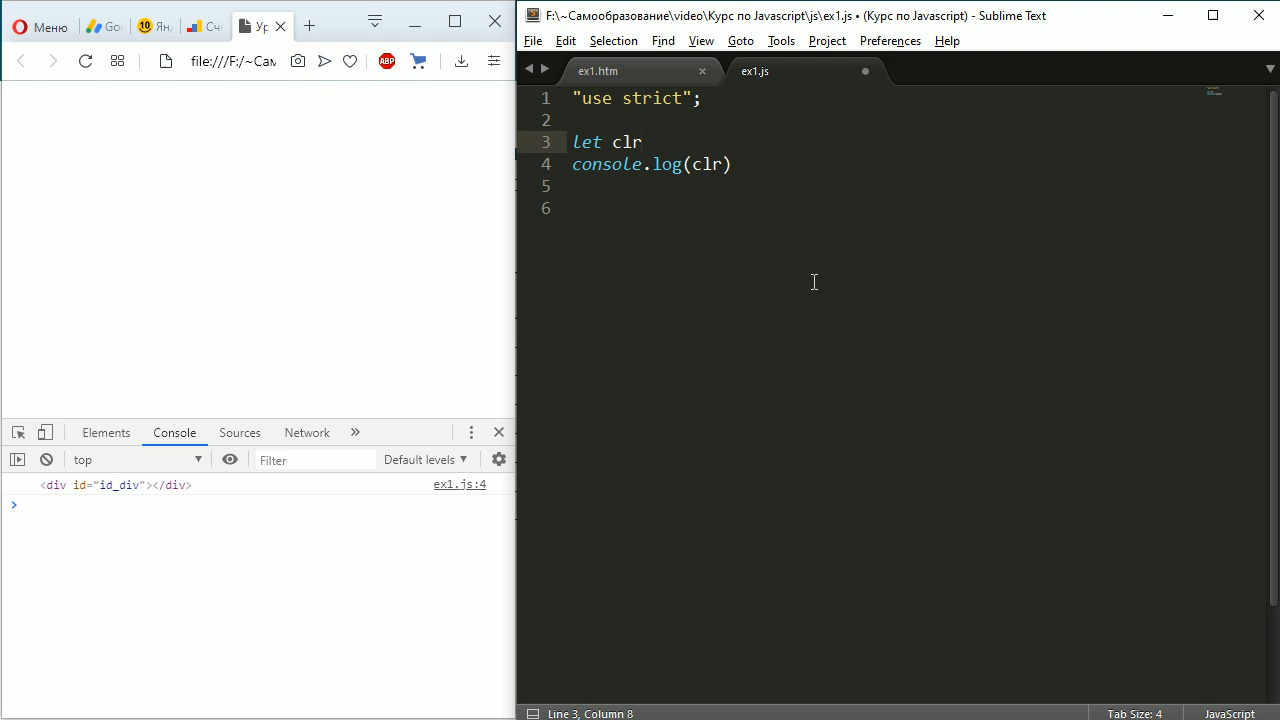 Меню
Go
10 Ян
Сч
Ур
file:///F:/~Сам
ABP
Elements Console Sources Network »
top Filter Default levels
<div id="id_div"></div> ex1.js:4
F:\~Самообразование\video\Курс по Javascript\js\ex1.js • (Курс по Javascript) - Sublime Text
File Edit Selection Find View Goto Tools Project Preferences Help
ex1.htm ex1.js
1 "use strict";
2
3 let clr
4 console.log(clr)
5
6
Line 3, Column 8 Tab Size: 4 JavaScript